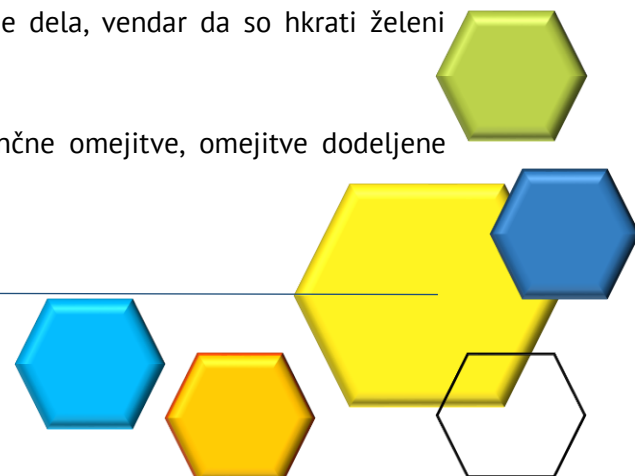 e dela, vendar da so hkrati želeni
nčne omejitve, omejitve dodeljene